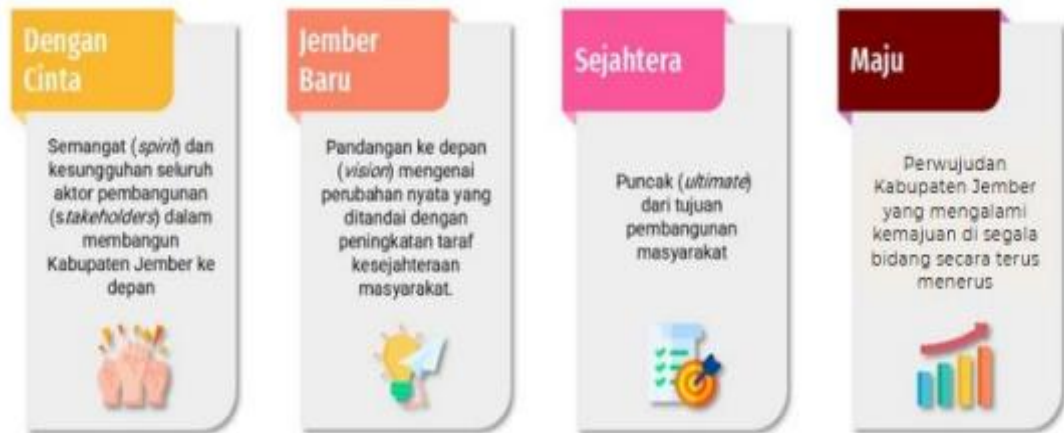 Dengan
Cinta
Semangat (spirit) dan
kesungguhan seluruh
aktor pembangunan
(stakeholders) dalam
membangun
Kabupaten Jember ke
depan
Jember
Baru
Pandangan ke depan
(vision) mengenai
perubahan nyata yang
ditandai dengan
peningkatan taraf
kesejahteraan
masyarakat.
Sejahtera
Puncak (ultimate)
dari tujuan
pembangunan
masyarakat
Maju
Perwujudan
Kabupaten Jember
yang mengalami
kemajuan di segala
bidang secara terus
menerus